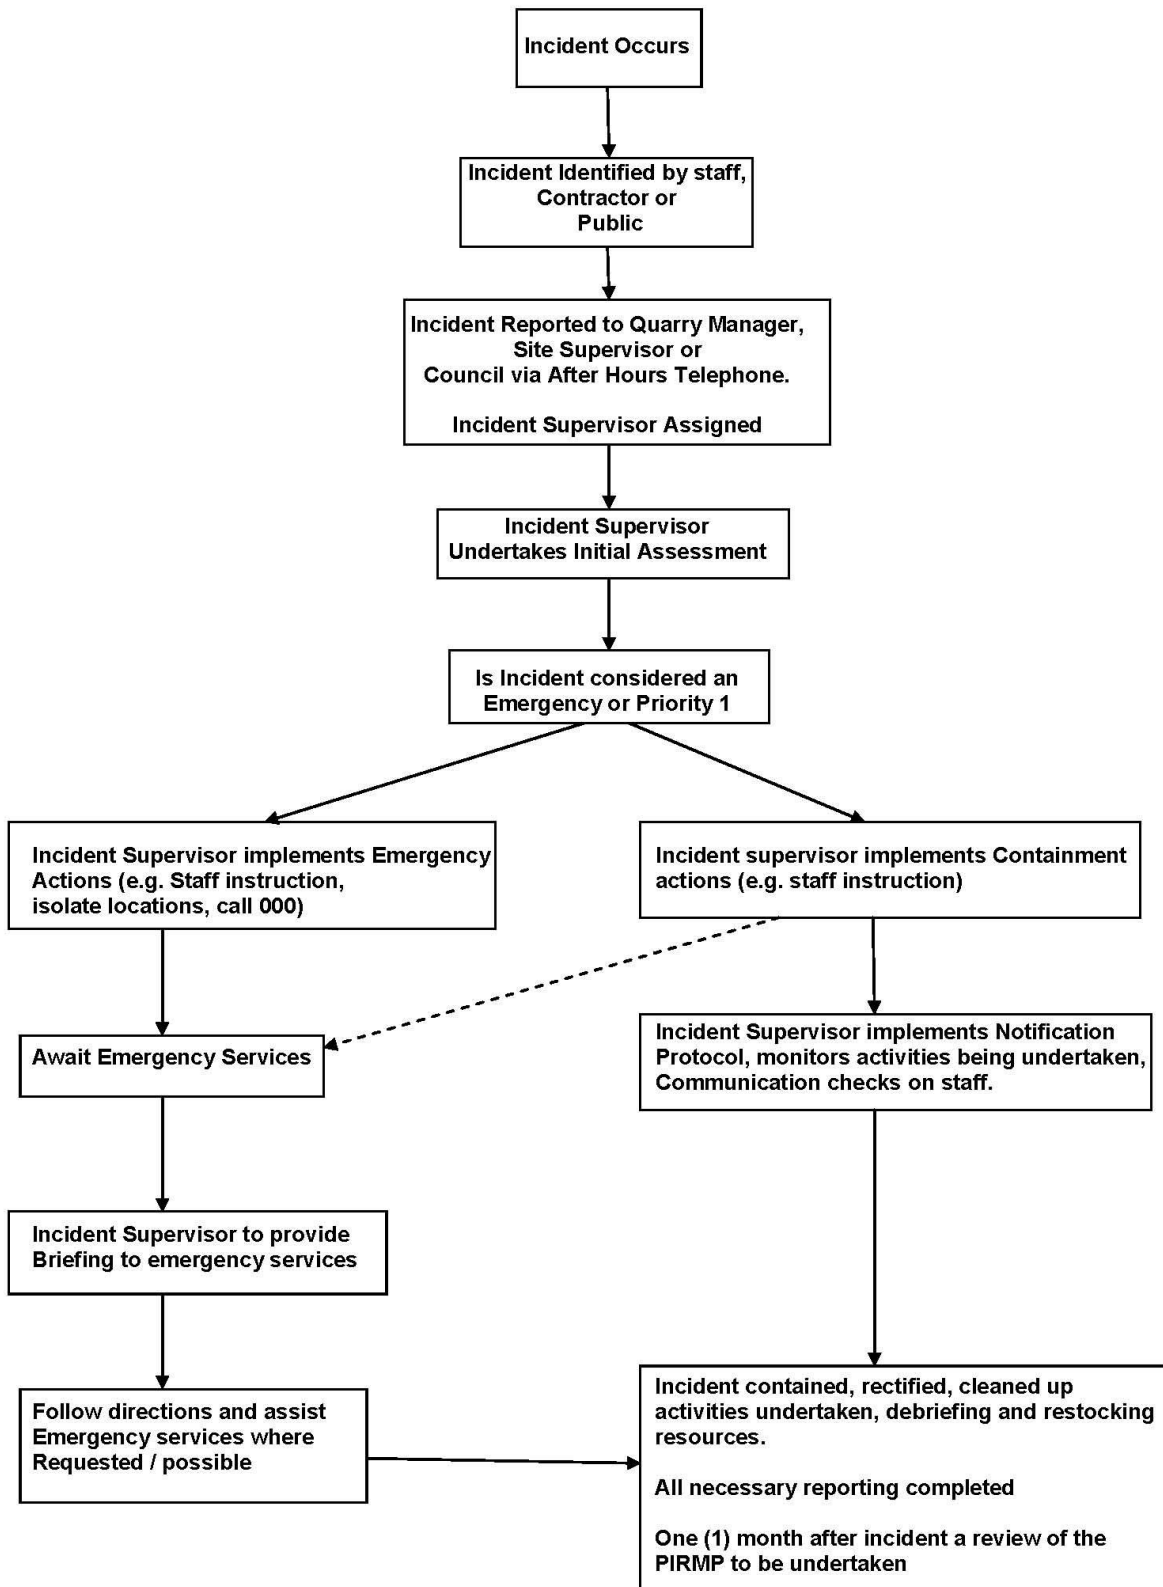 Incident Occurs
Incident Identified by staff,
Contractor or
Public
Incident Reported to Quarry Manager,
Site Supervisor or
Council via After Hours Telephone.
Incident Supervisor Assigned
Incident Supervisor
Undertakes Initial Assessment
Is Incident considered an
Emergency or Priority 1
Incident Supervisor implements Emergency
Actions (e.g. Staff instruction,
isolate locations, call 000)
Incident supervisor implements Containment
actions (e.g. staff instruction)
Await Emergency Services
Incident Supervisor implements Notification
Protocol, monitors activities being undertaken,
Communication checks on staff.
Incident Supervisor to provide
Briefing to emergency services
Follow directions and assist
Emergency services where
Requested / possible
Incident contained, rectified, cleaned up
activities undertaken, debriefing and restocking
resources.
All necessary reporting completed
One (1) month after incident a review of the
PIRMP to be undertaken